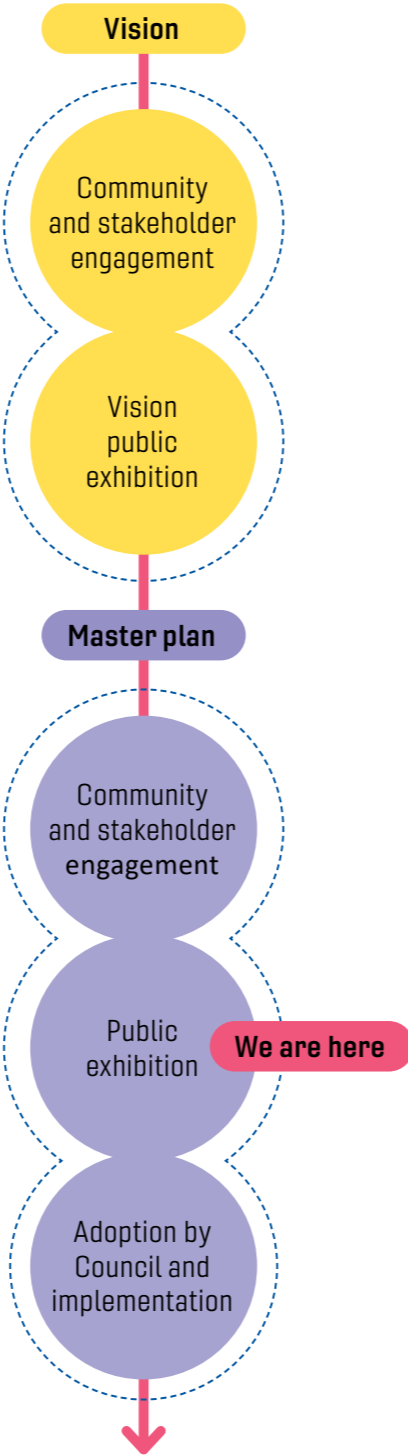 Vision
Community
and stakeholder
engagement
Vision
public
exhibition
Master plan
Community
and stakeholder
engagement
Public
exhibition
We are here
Adoption by
Council and
implementation